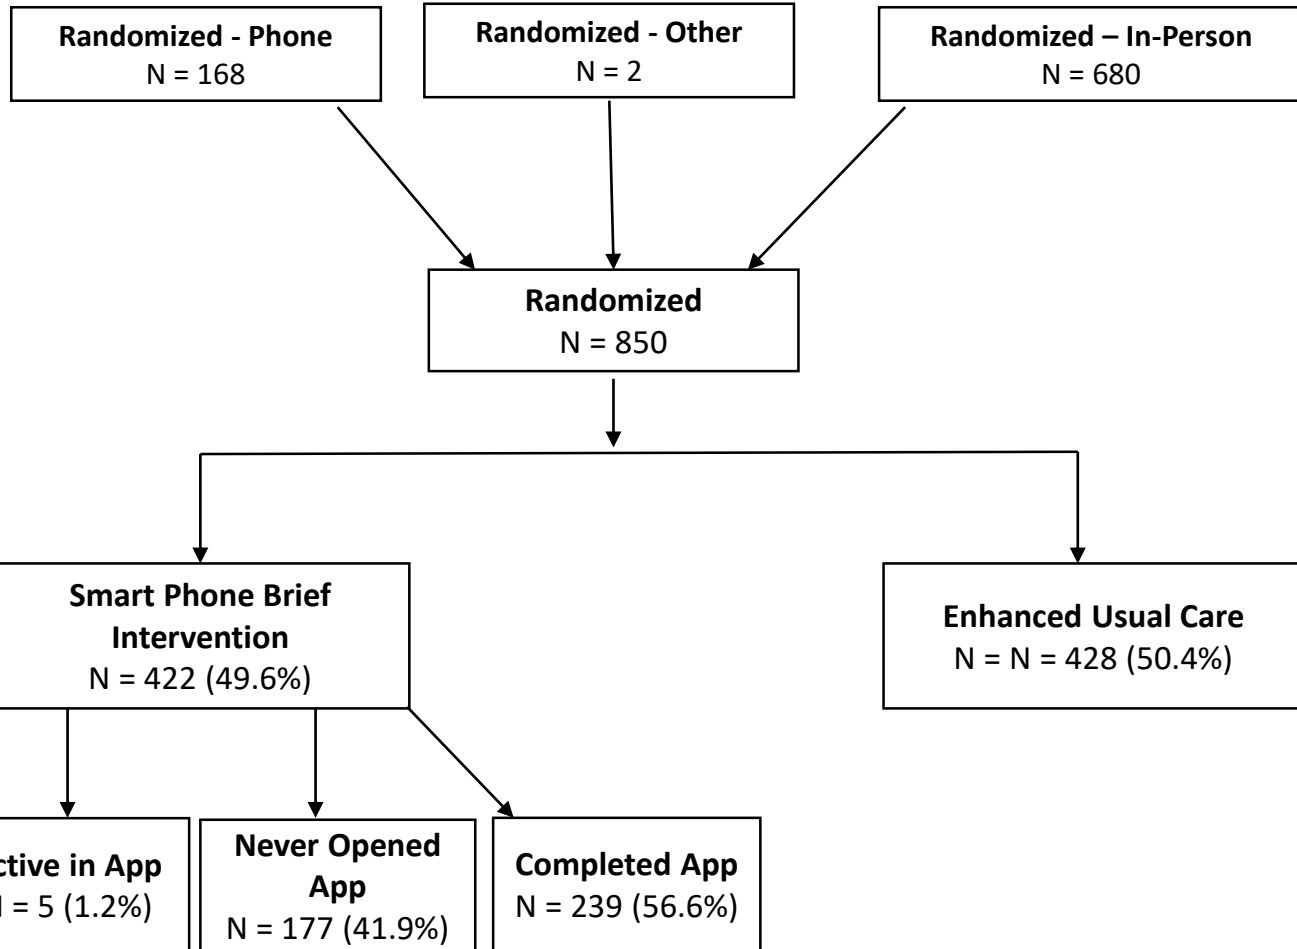 Randomized - Phone
N = 168
Randomized - Other
N = 2
Randomized – In-Person
N = 680
Randomized
N = 850
Smart Phone Brief
Intervention
N = 422 (49.6%)
Enhanced Usual Care
N = N = 428 (50.4%)
in App
= 5 (1.2%)
Never Opened
App
N = 177 (41.9%)
Completed App
N = 239 (56.6%)